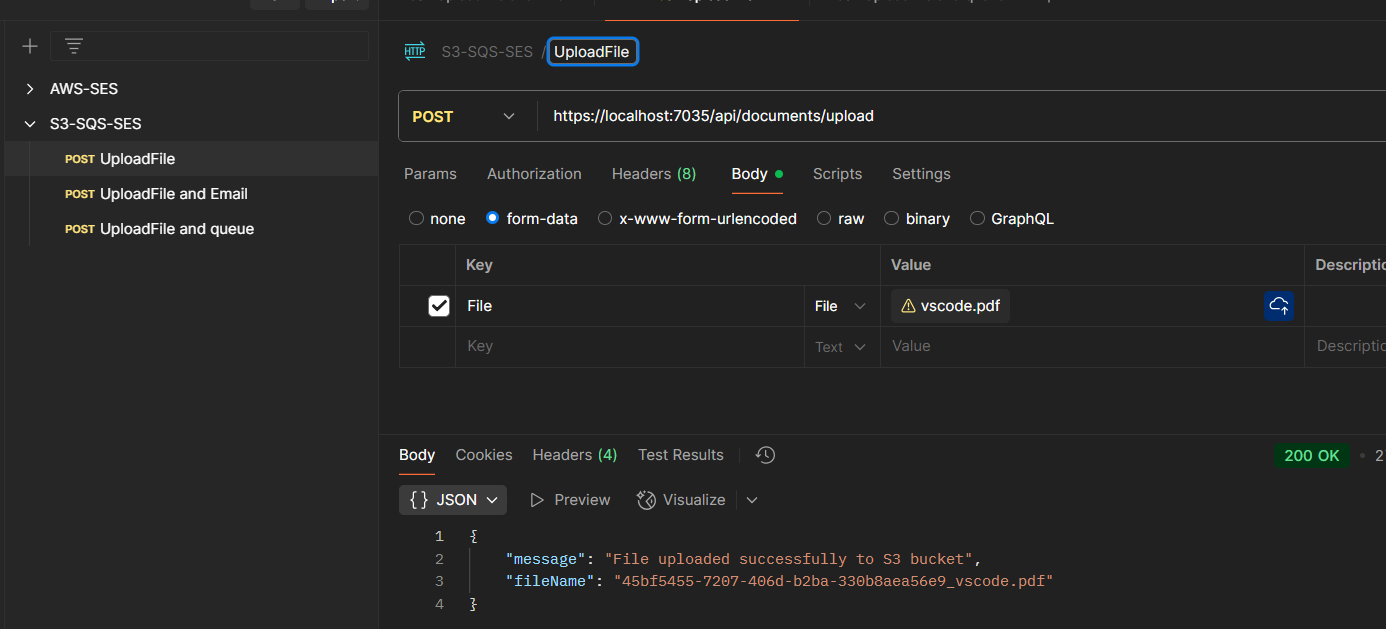 AWS-SES
S3-SQS-SES
POST UploadFile
POST UploadFile and Email
POST UploadFile and queue
HTTP S3-SQS-SES / UploadFile
POST https://localhost:7035/api/documents/upload
Params Authorization Headers (8) Body Scripts Settings
none form-data x-www-form-urlencoded raw binary GraphQL
Key Value Descriptio
File File vscode.pdf
Key Text Value Descriptio
Body Cookies Headers (4) Test Results 200 OK • 2
{} JSON Preview Visualize
1 {
2 "message": "File uploaded successfully to S3 bucket",
3 "fileName": "45bf5455-7207-406d-b2ba-330b8aea56e9_vscode.pdf"
4 }